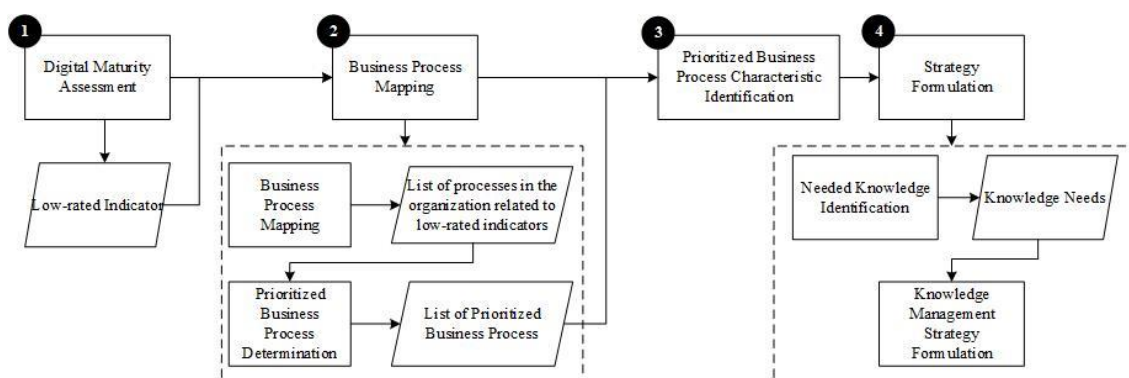 1
Digital Maturity
Assessment
2
Business Process
Mapping
3
Prioritized Business
Process Characteristic
Identification
4
Strategy
Formulation
Low-rated Indicator
Business
Process
Mapping
List of processes in the
organization related to
low-rated indicators
Prioritized
Business
Process
Determination
List of Prioritized
Business Process
Needed Knowledge
Identification
Knowledge Needs
Knowledge
Management
Strategy
Formulation